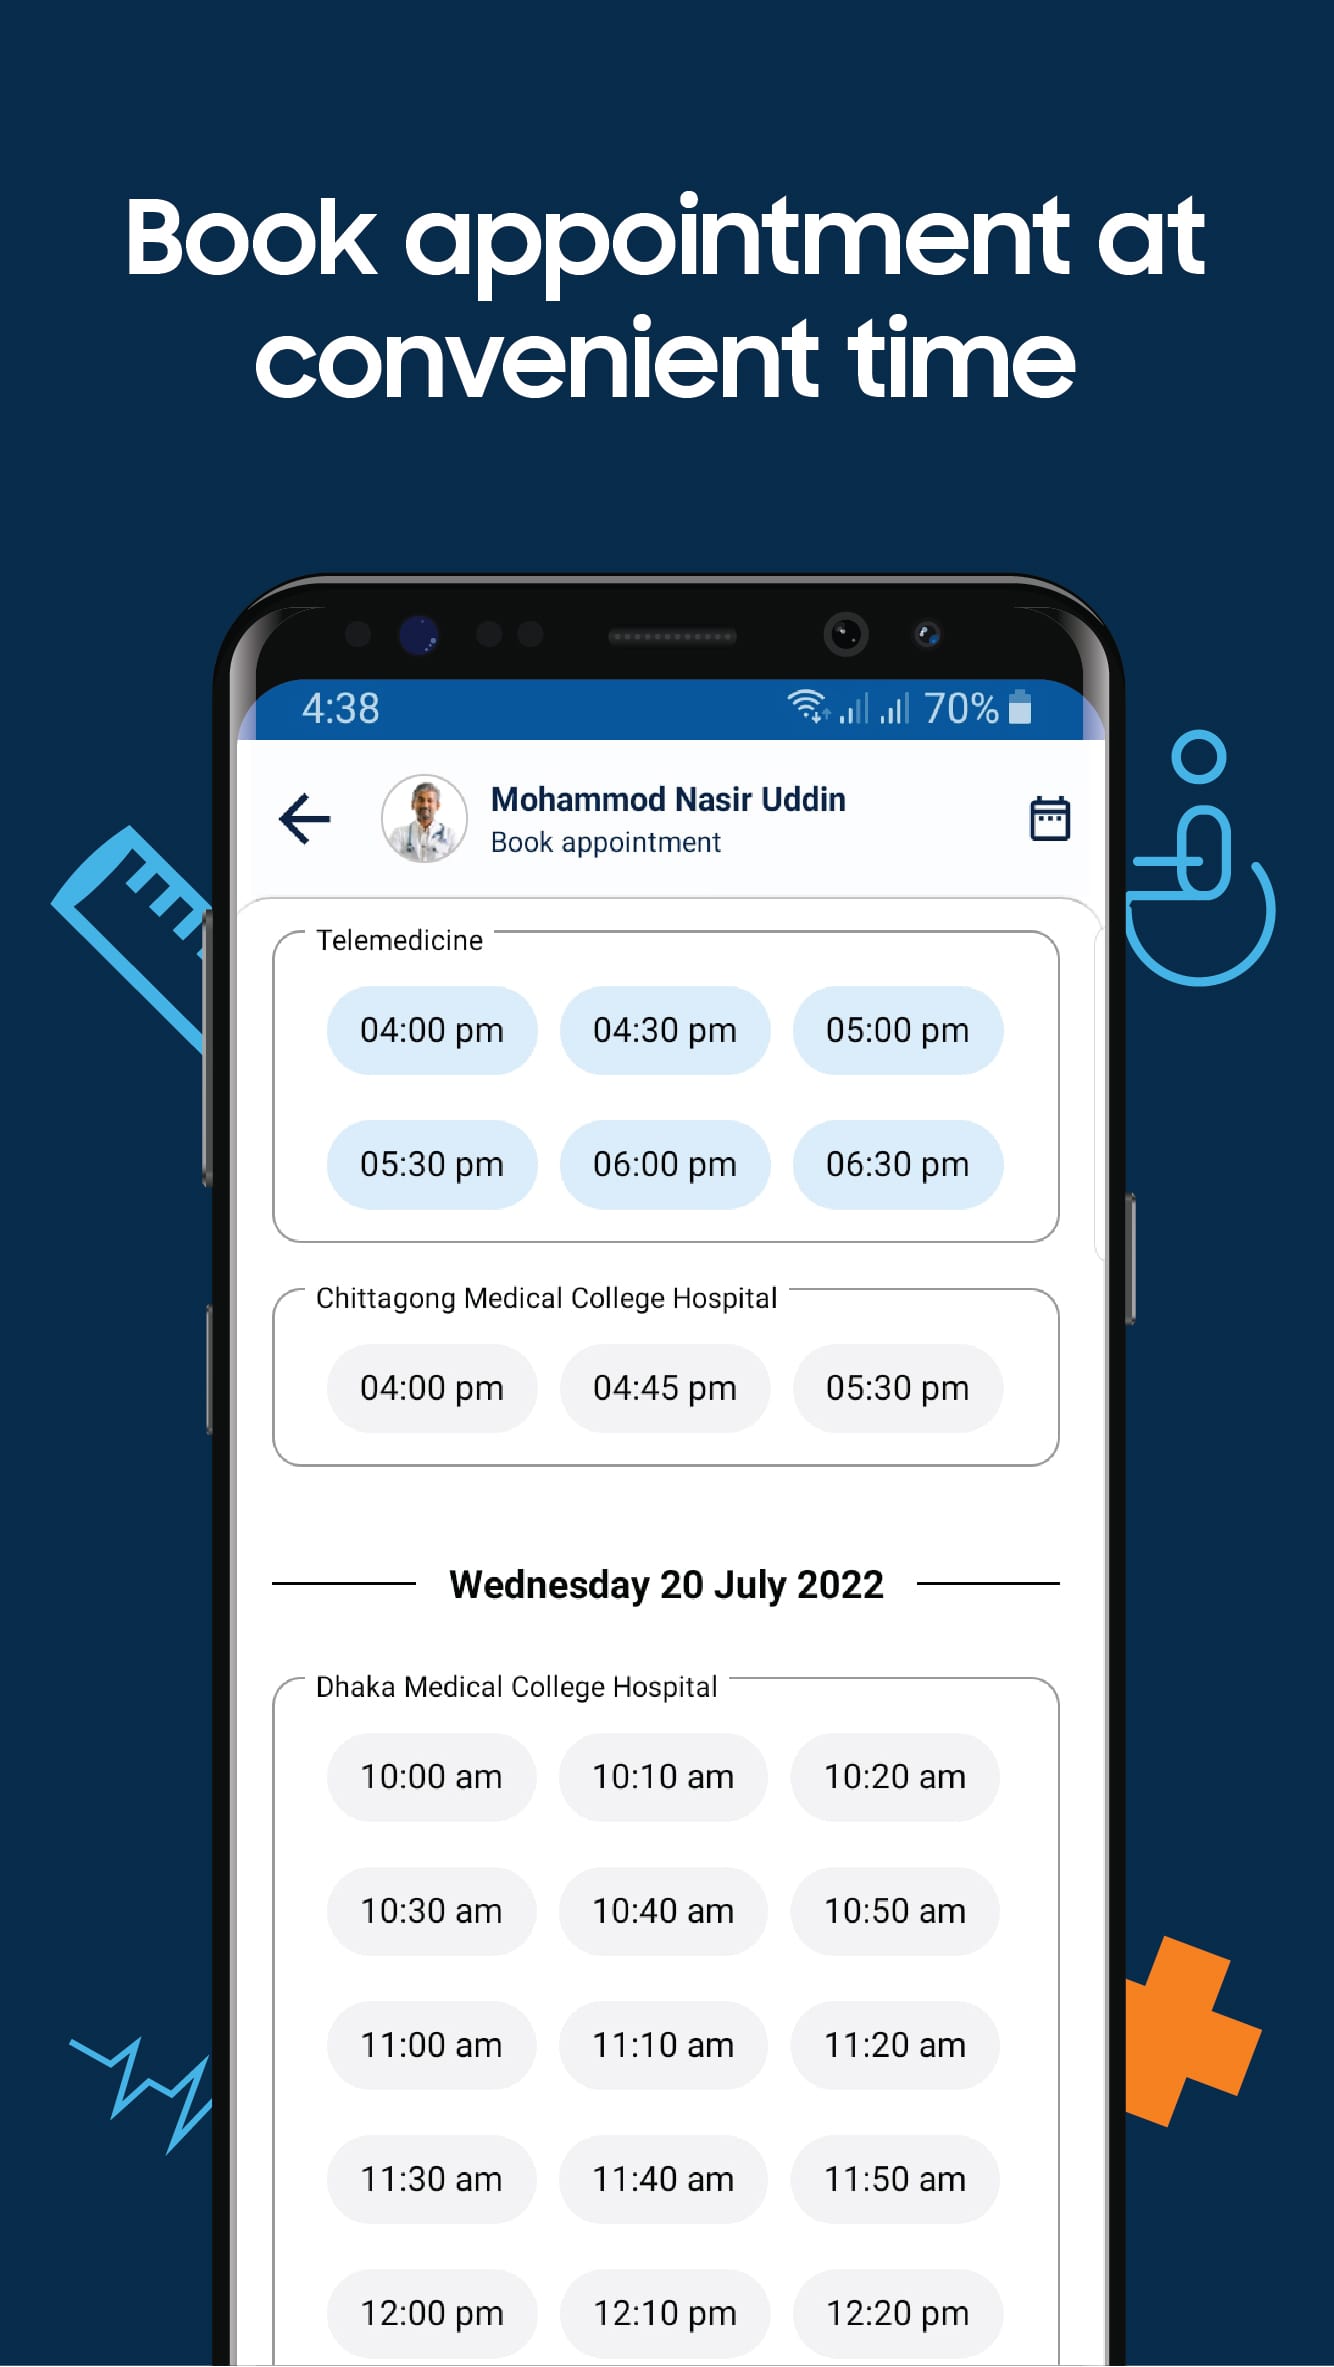 Book appointment at
convenient time
4:38
70%
Mohammod Nasir Uddin
Book appointment
Telemedicine
04:00 pm 04:30 pm 05:00 pm
05:30 pm 06:00 pm 06:30 pm
Chittagong Medical College Hospital
04:00 pm 04:45 pm 05:30 pm
Wednesday 20 July 2022
Dhaka Medical College Hospital
10:00 am 10:10 am 10:20 am
10:30 am 10:40 am 10:50 am
11:00 am 11:10 am 11:20 am
11:30 am 11:40 am 11:50 am
12:00 pm 12:10 pm 12:20 pm